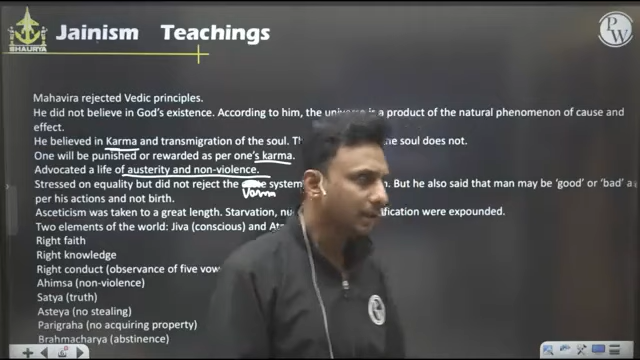 SHAURYA
Jainism Teachings
PW
Mahavira rejected Vedic principles.
He did not believe in God's existence. According to him, the universe is a product of the natural phenomenon of cause and
effect.
He believed in Karma and transmigration of the soul. the soul does not.
One will be punished or rewarded as per one's karma.
Advocated a life of austerity and non-violence.
Stressed on equality but did not reject the system But he also said that man may be 'good' or 'bad'
Varna
per his actions and not birth.
Asceticism was taken to a great length. Starvation, were expounded.
Two elements of the world: Jiva (conscious) and
Right faith
Right knowledge
Right conduct (observance of five
Ahimsa (non-violence)
Satya (truth)
Asteya (no stealing)
Parigraha (no acquiring property)
Brahmacharya (abstinence)